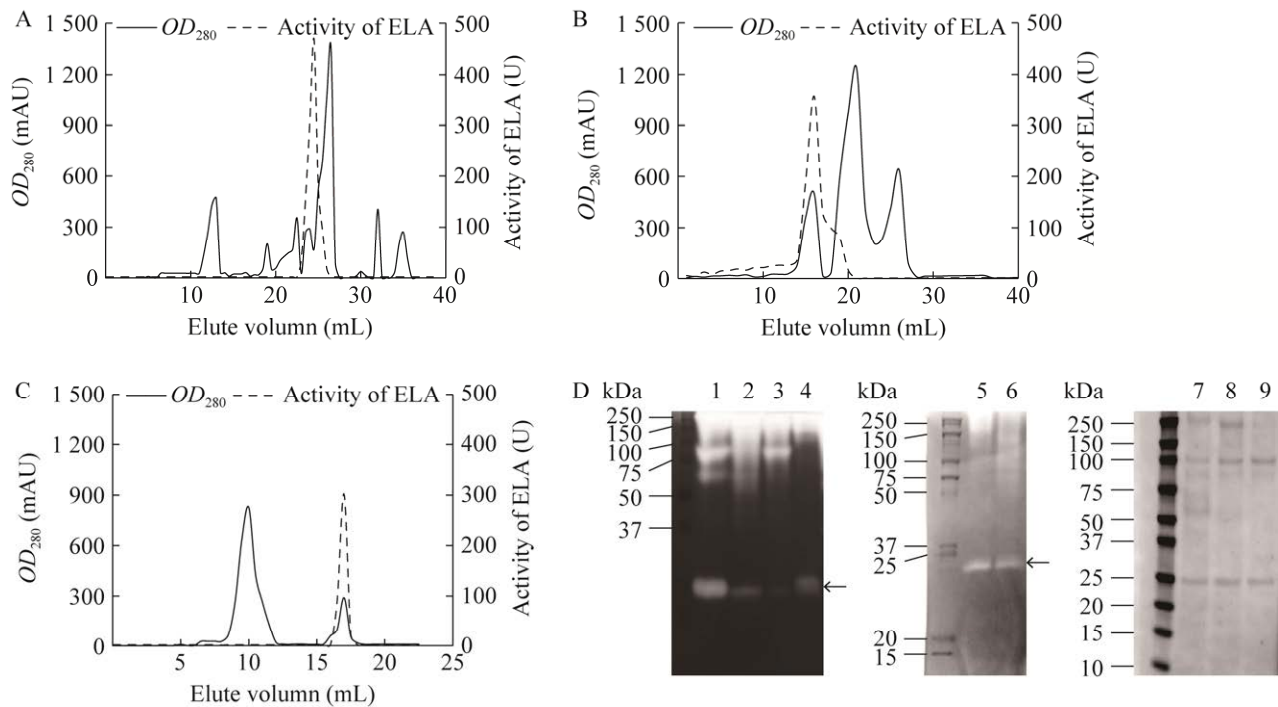 A
OD280 Activity of ELA
1 500
1 200
900
600
300
0
500
400
300
200
100
0
10 20 30 40
OD280 (mAU)
Activity of ELA (U)
Elute volumn (mL)
B
OD280 Activity of ELA
1 500
1 200
900
600
300
0
500
400
300
200
100
0
10 20 30 40
OD280 (mAU)
Activity of ELA (U)
Elute volumn (mL)
C
OD280 Activity of ELA
1 500
1 200
900
600
300
0
500
400
300
200
100
0
5 10 15 20 25
OD280 (mAU)
Activity of ELA (U)
Elute volumn (mL)
D kDa 1 2 3 4
250
150
100
75
50
37
kDa 5 6
250
150
100
75
50
37
25
20
15
kDa 7 8 9
250
150
100
75
50
37
25
20
15
10